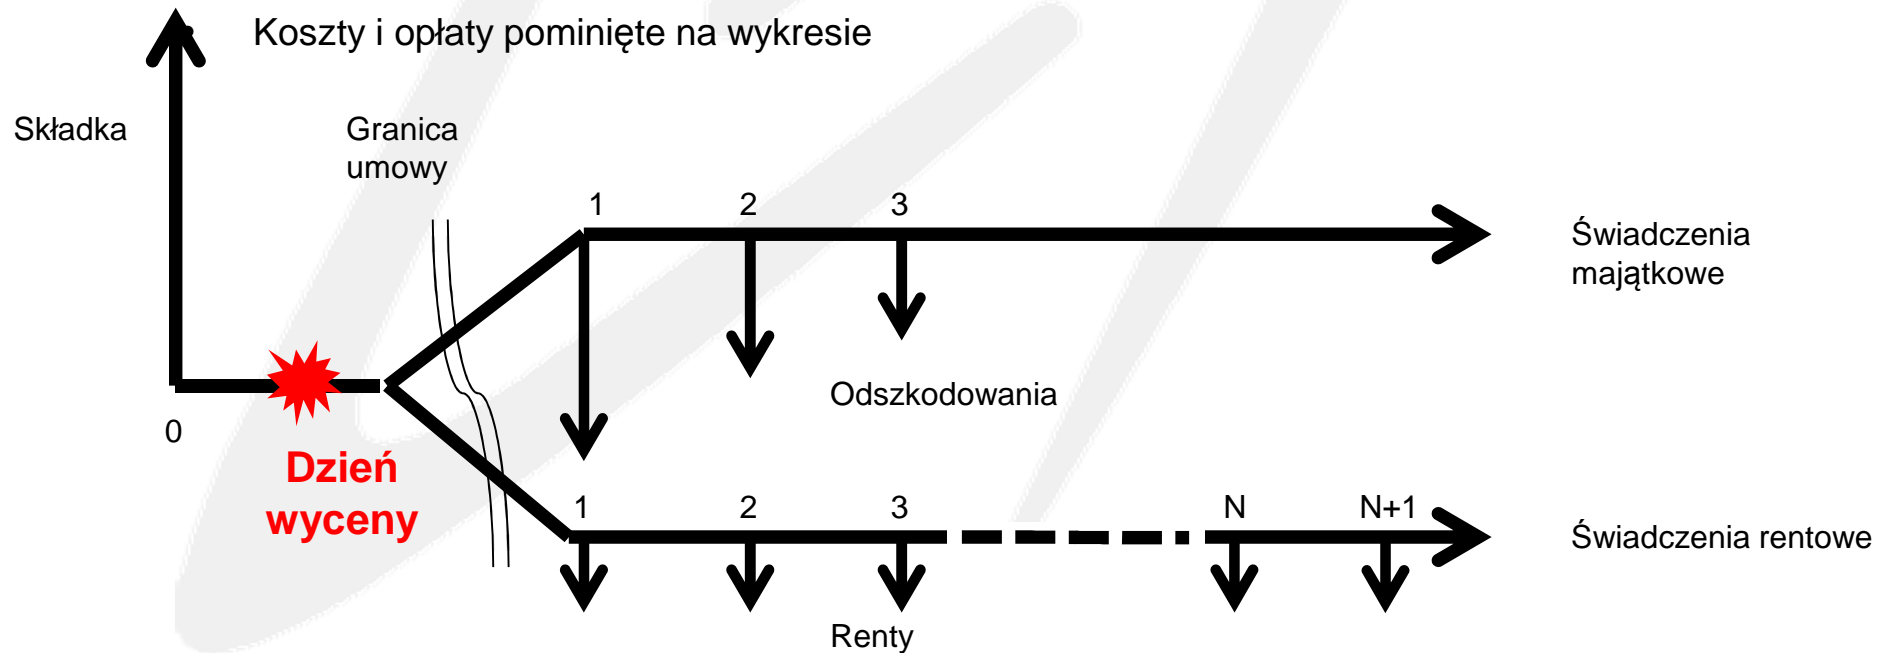 Koszty i opłaty pominięte na wykresie
Składka
Granica
umowy
1 2 3
Świadczenia
majątkowe
Odszkodowania
0
Dzień
wyceny
1 2 3 N N+1
Świadczenia rentowe
Renty